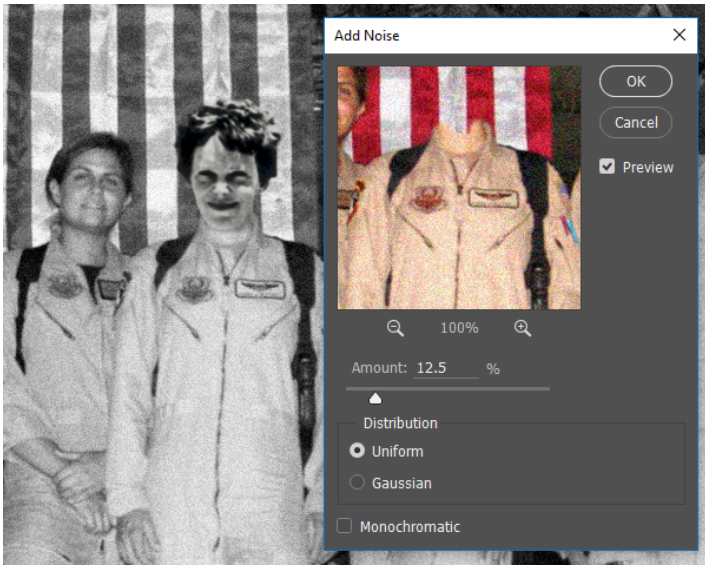 Add Noise
OK
Cancel
Preview
100%
Amount: 12.5 %
Distribution
Uniform
Gaussian
Monochromatic